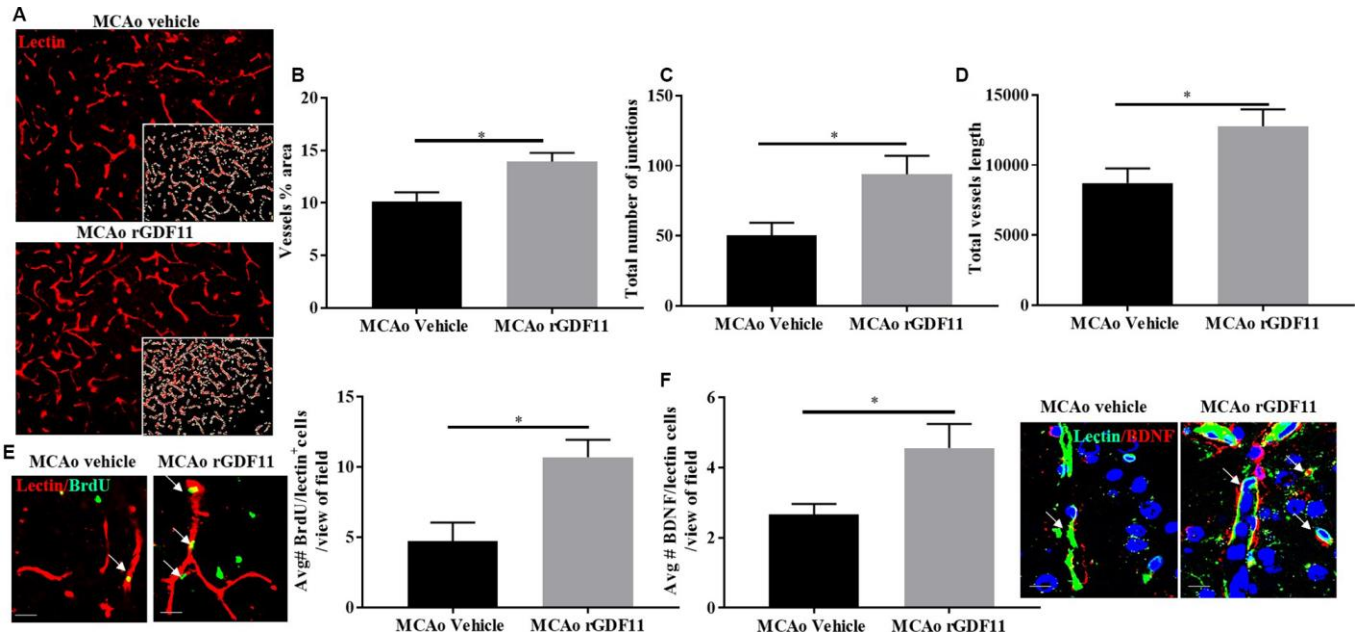 A
MCAo vehicle
Lectin
MCAo rGDF11
B
Vessels % area
20
15
10
5
0
*
MCAo Vehicle
MCAo rGDF11
C
Total number of junctions
150
100
50
0
*
MCAo Vehicle
MCAo rGDF11
D
Total vessels length
15000
10000
5000
0
*
MCAo Vehicle
MCAo rGDF11
E
MCAo vehicle
MCAo rGDF11
Lectin/BrdU
Avg# BrdU/lectin+cells
/view of field
15
10
5
0
*
MCAo Vehicle
MCAo rGDF11
F
Avg # BDNF/lectin cells
/view of field
6
4
2
0
*
MCAo Vehicle
MCAo rGDF11
MCAo vehicle
MCAo rGDF11
Lectin/BDNF